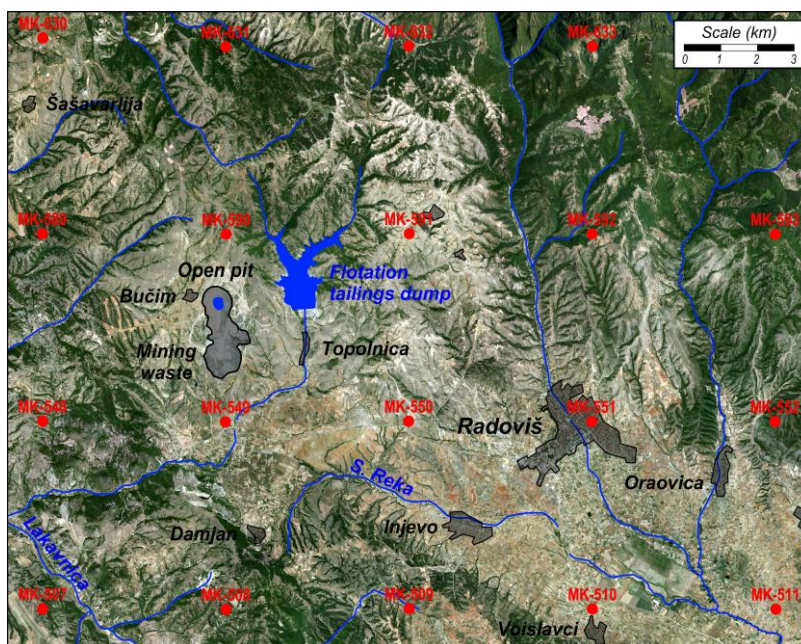 MK-630
MK-631
MK-632
MK-633
Scale (km)
0 1 2 3
Šašavarlija
MK-589
MK-590
MK-591
MK-592
MK-593
Open pit
Bučim
Flotation
tailings dump
Mining
waste
Topolnica
MK-548
MK-549
MK-550
MK-551
MK-552
Radoviš
S. Reka
Oraovica
Lakavnica
Damjan
Injevo
MK-507
MK-508
MK-509
MK-510
MK-511
Voislavci